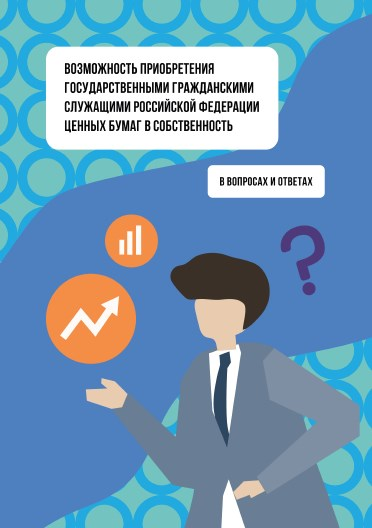 ВОЗМОЖНОСТЬ ПРИОБРЕТЕНИЯ
ГОСУДАРСТВЕННЫМИ ГРАЖДАНСКИМИ
СЛУЖАЩИМИ РОССИЙСКОЙ ФЕДЕРАЦИИ
ЦЕННЫХ БУМАГ В СОБСТВЕННОСТЬ
В ВОПРОСАХ И ОТВЕТАХ
?